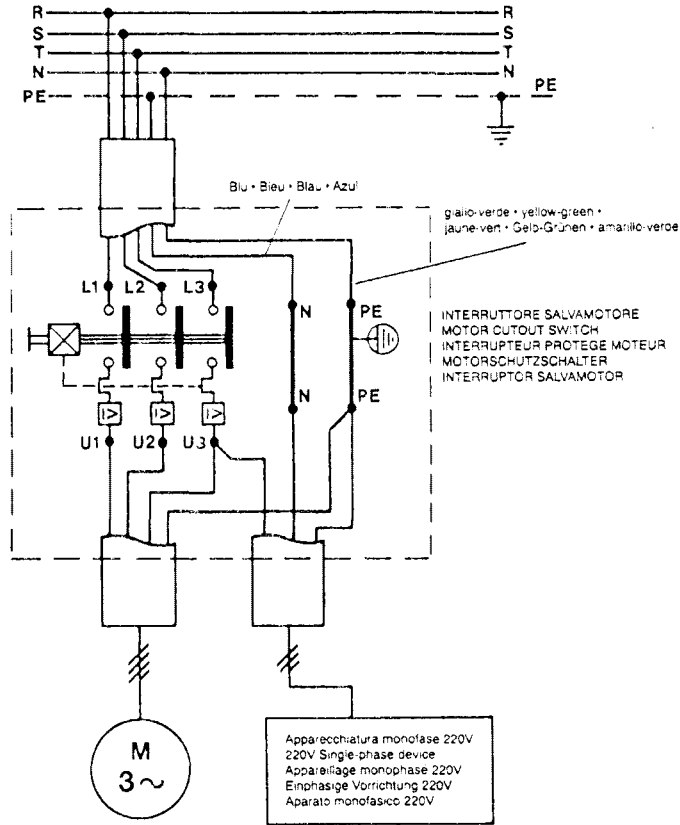 R R
S S
T T
N N
PE PE
Blu • Bleu • Blau • Azul
giallo-verde • yellow-green •
jaune-vert • Gelb-Grünen • amarillo-verde
L1 L2 L3
N PE
INTERRUTTORE SALVAMOTORE
MOTOR CUTOUT SWITCH
INTERRUPTEUR PROTEGE MOTEUR
MOTORSCHUTZSCHALTER
INTERRUPTOR SALVAMOTOR
N PE
I> I> I>
U1 U2 U3
M
3~
Apparecchiatura monofase 220V
220V Single-phase device
Appareillage monophase 220V
Einphasige Vorrichtung 220V
Aparato monofasico 220V